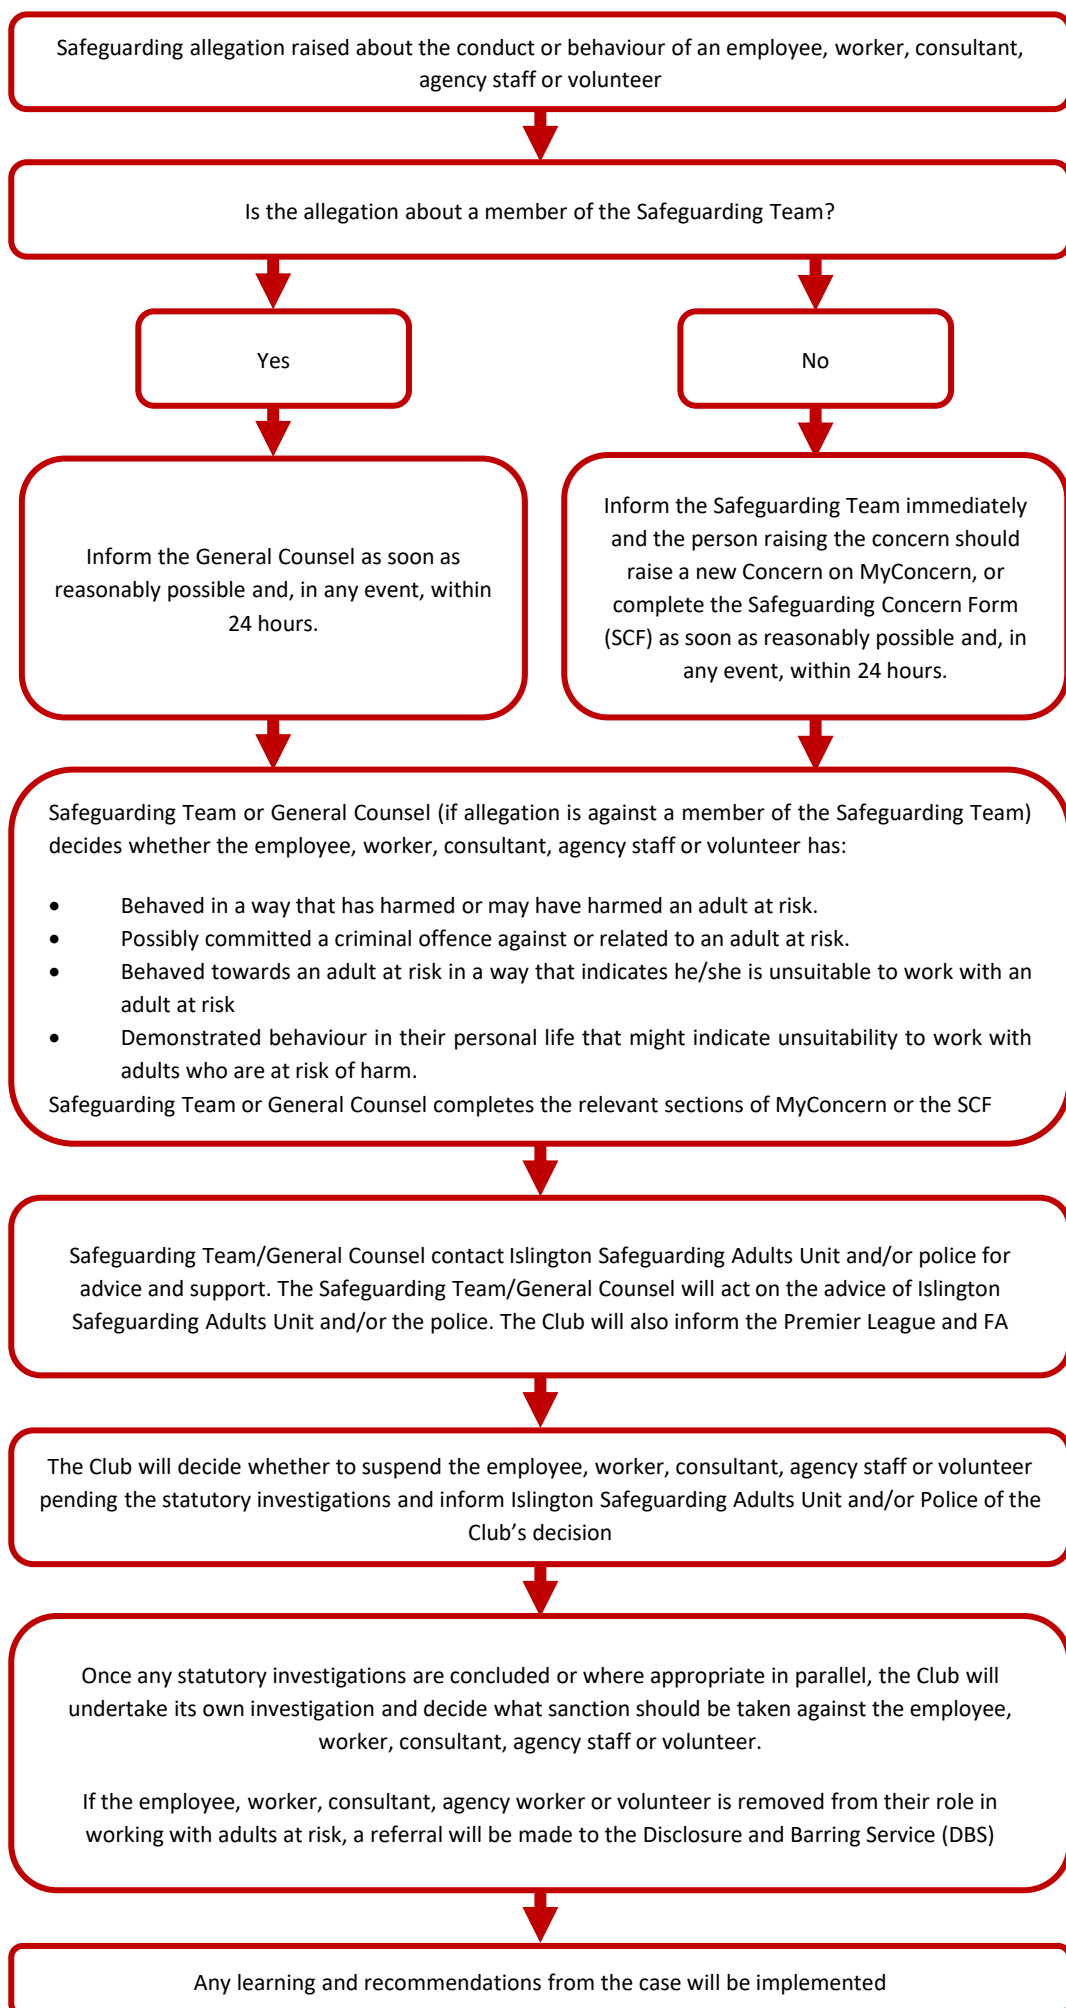 Safeguarding allegation raised about the conduct or behaviour of an employee, worker, consultant,
agency staff or volunteer
Is the allegation about a member of the Safeguarding Team?
Yes
No
Inform the General Counsel as soon as
reasonably possible and, in any event, within
24 hours.
Inform the Safeguarding Team immediately
and the person raising the concern should
raise a new Concern on MyConcern, or
complete the Safeguarding Concern Form
(SCF) as soon as reasonably possible and, in
any event, within 24 hours.
Safeguarding Team or General Counsel (if allegation is against a member of the Safeguarding Team)
decides whether the employee, worker, consultant, agency staff or volunteer has:
• Behaved in a way that has harmed or may have harmed an adult at risk.
• Possibly committed a criminal offence against or related to an adult at risk.
• Behaved towards an adult at risk in a way that indicates he/she is unsuitable to work with an
adult at risk
• Demonstrated behaviour in their personal life that might indicate unsuitability to work with
adults who are at risk of harm.
Safeguarding Team or General Counsel completes the relevant sections of MyConcern or the SCF
Safeguarding Team/General Counsel contact Islington Safeguarding Adults Unit and/or police for
advice and support. The Safeguarding Team/General Counsel will act on the advice of Islington
Safeguarding Adults Unit and/or the police. The Club will also inform the Premier League and FA
The Club will decide whether to suspend the employee, worker, consultant, agency staff or volunteer
pending the statutory investigations and inform Islington Safeguarding Adults Unit and/or Police of the
Club’s decision
Once any statutory investigations are concluded or where appropriate in parallel, the Club will
undertake its own investigation and decide what sanction should be taken against the employee,
worker, consultant, agency staff or volunteer.
If the employee, worker, consultant, agency worker or volunteer is removed from their role in
working with adults at risk, a referral will be made to the Disclosure and Barring Service (DBS)
Any learning and recommendations from the case will be implemented